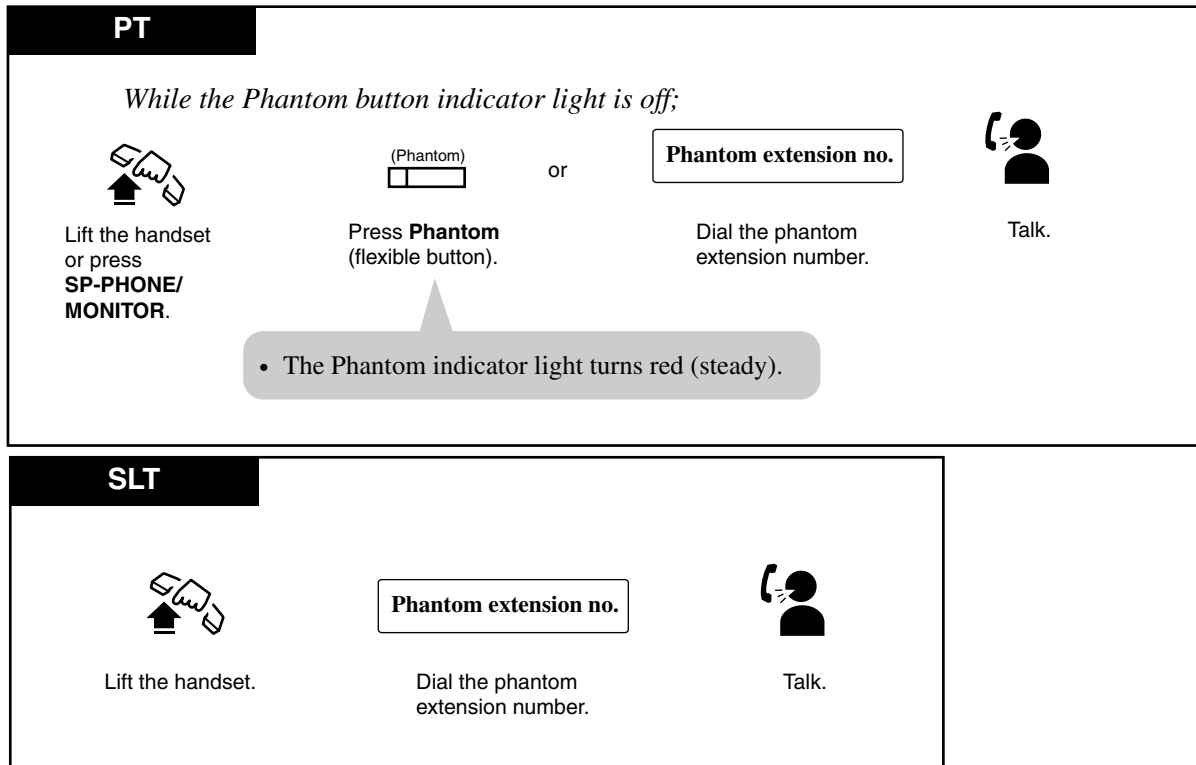 PT
While the Phantom button indicator light is off;
(Phantom)
or
Phantom extension no.
Lift the handset
or press
SP-PHONE/
MONITOR.
Press Phantom
(flexible button).
Dial the phantom
extension number.
Talk.
• The Phantom indicator light turns red (steady).
SLT
Phantom extension no.
Lift the handset.
Dial the phantom
extension number.
Talk.